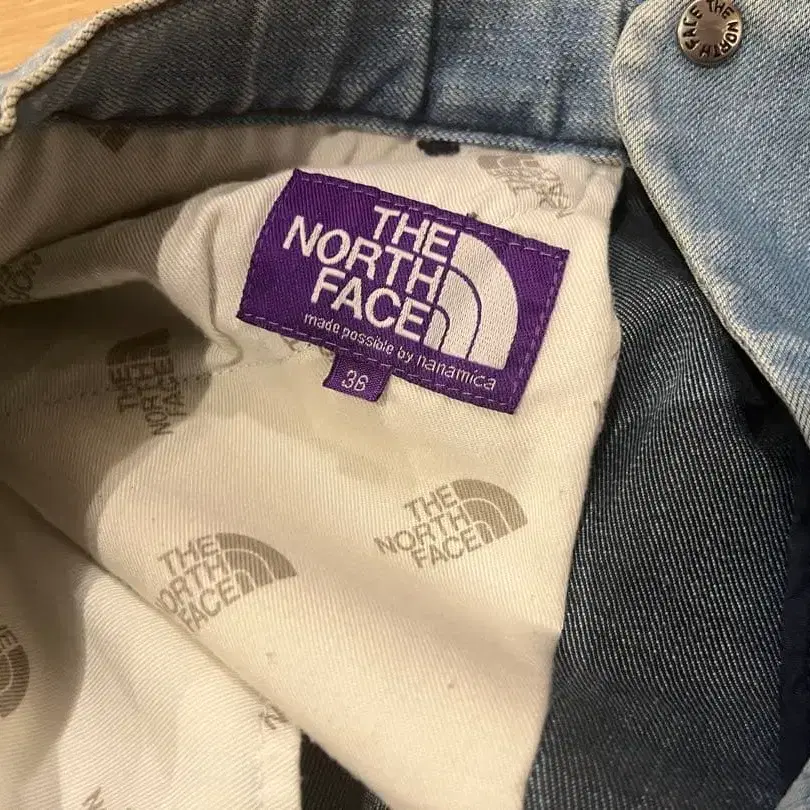 THE NORTH FACE
THE
NORTH
FACE
made possible by nanamica
36
THE
NORTH
FACE
THE
NORTH
FACE
THE
NORTH
FACE